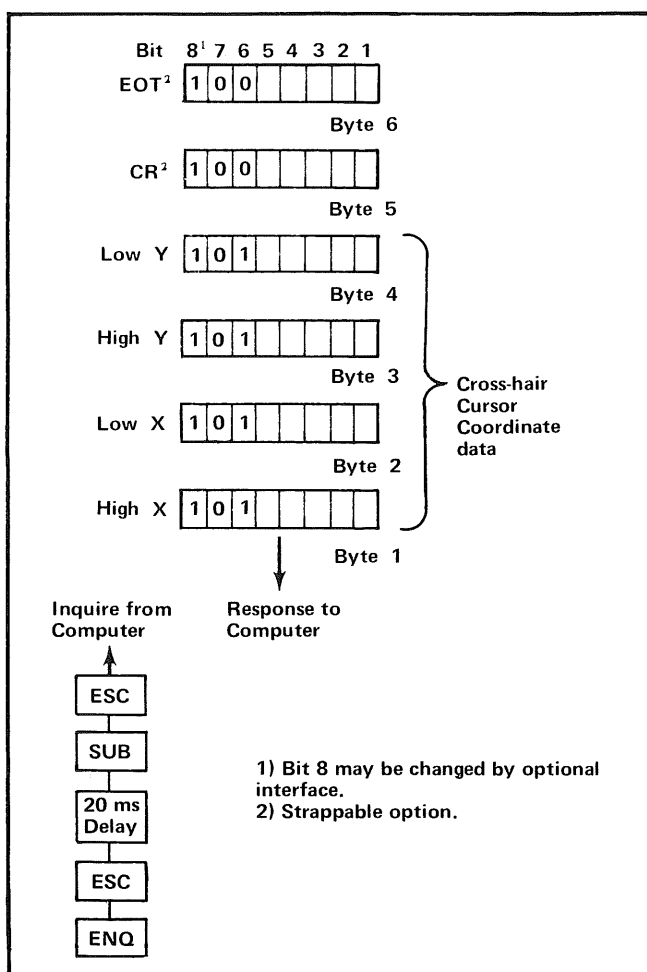 Bit 8¹ 7 6 5 4 3 2 1
EOT² 1 0 0
Byte 6
CR² 1 0 0
Byte 5
Low Y 1 0 1
Byte 4
High Y 1 0 1
Byte 3
Low X 1 0 1
Byte 2
High X 1 0 1
Byte 1
Cross-hair
Cursor
Coordinate
data
Inquire from
Computer
Response to
Computer
ESC
SUB
20 ms
Delay
ESC
ENQ
1) Bit 8 may be changed by optional
interface.
2) Strappable option.